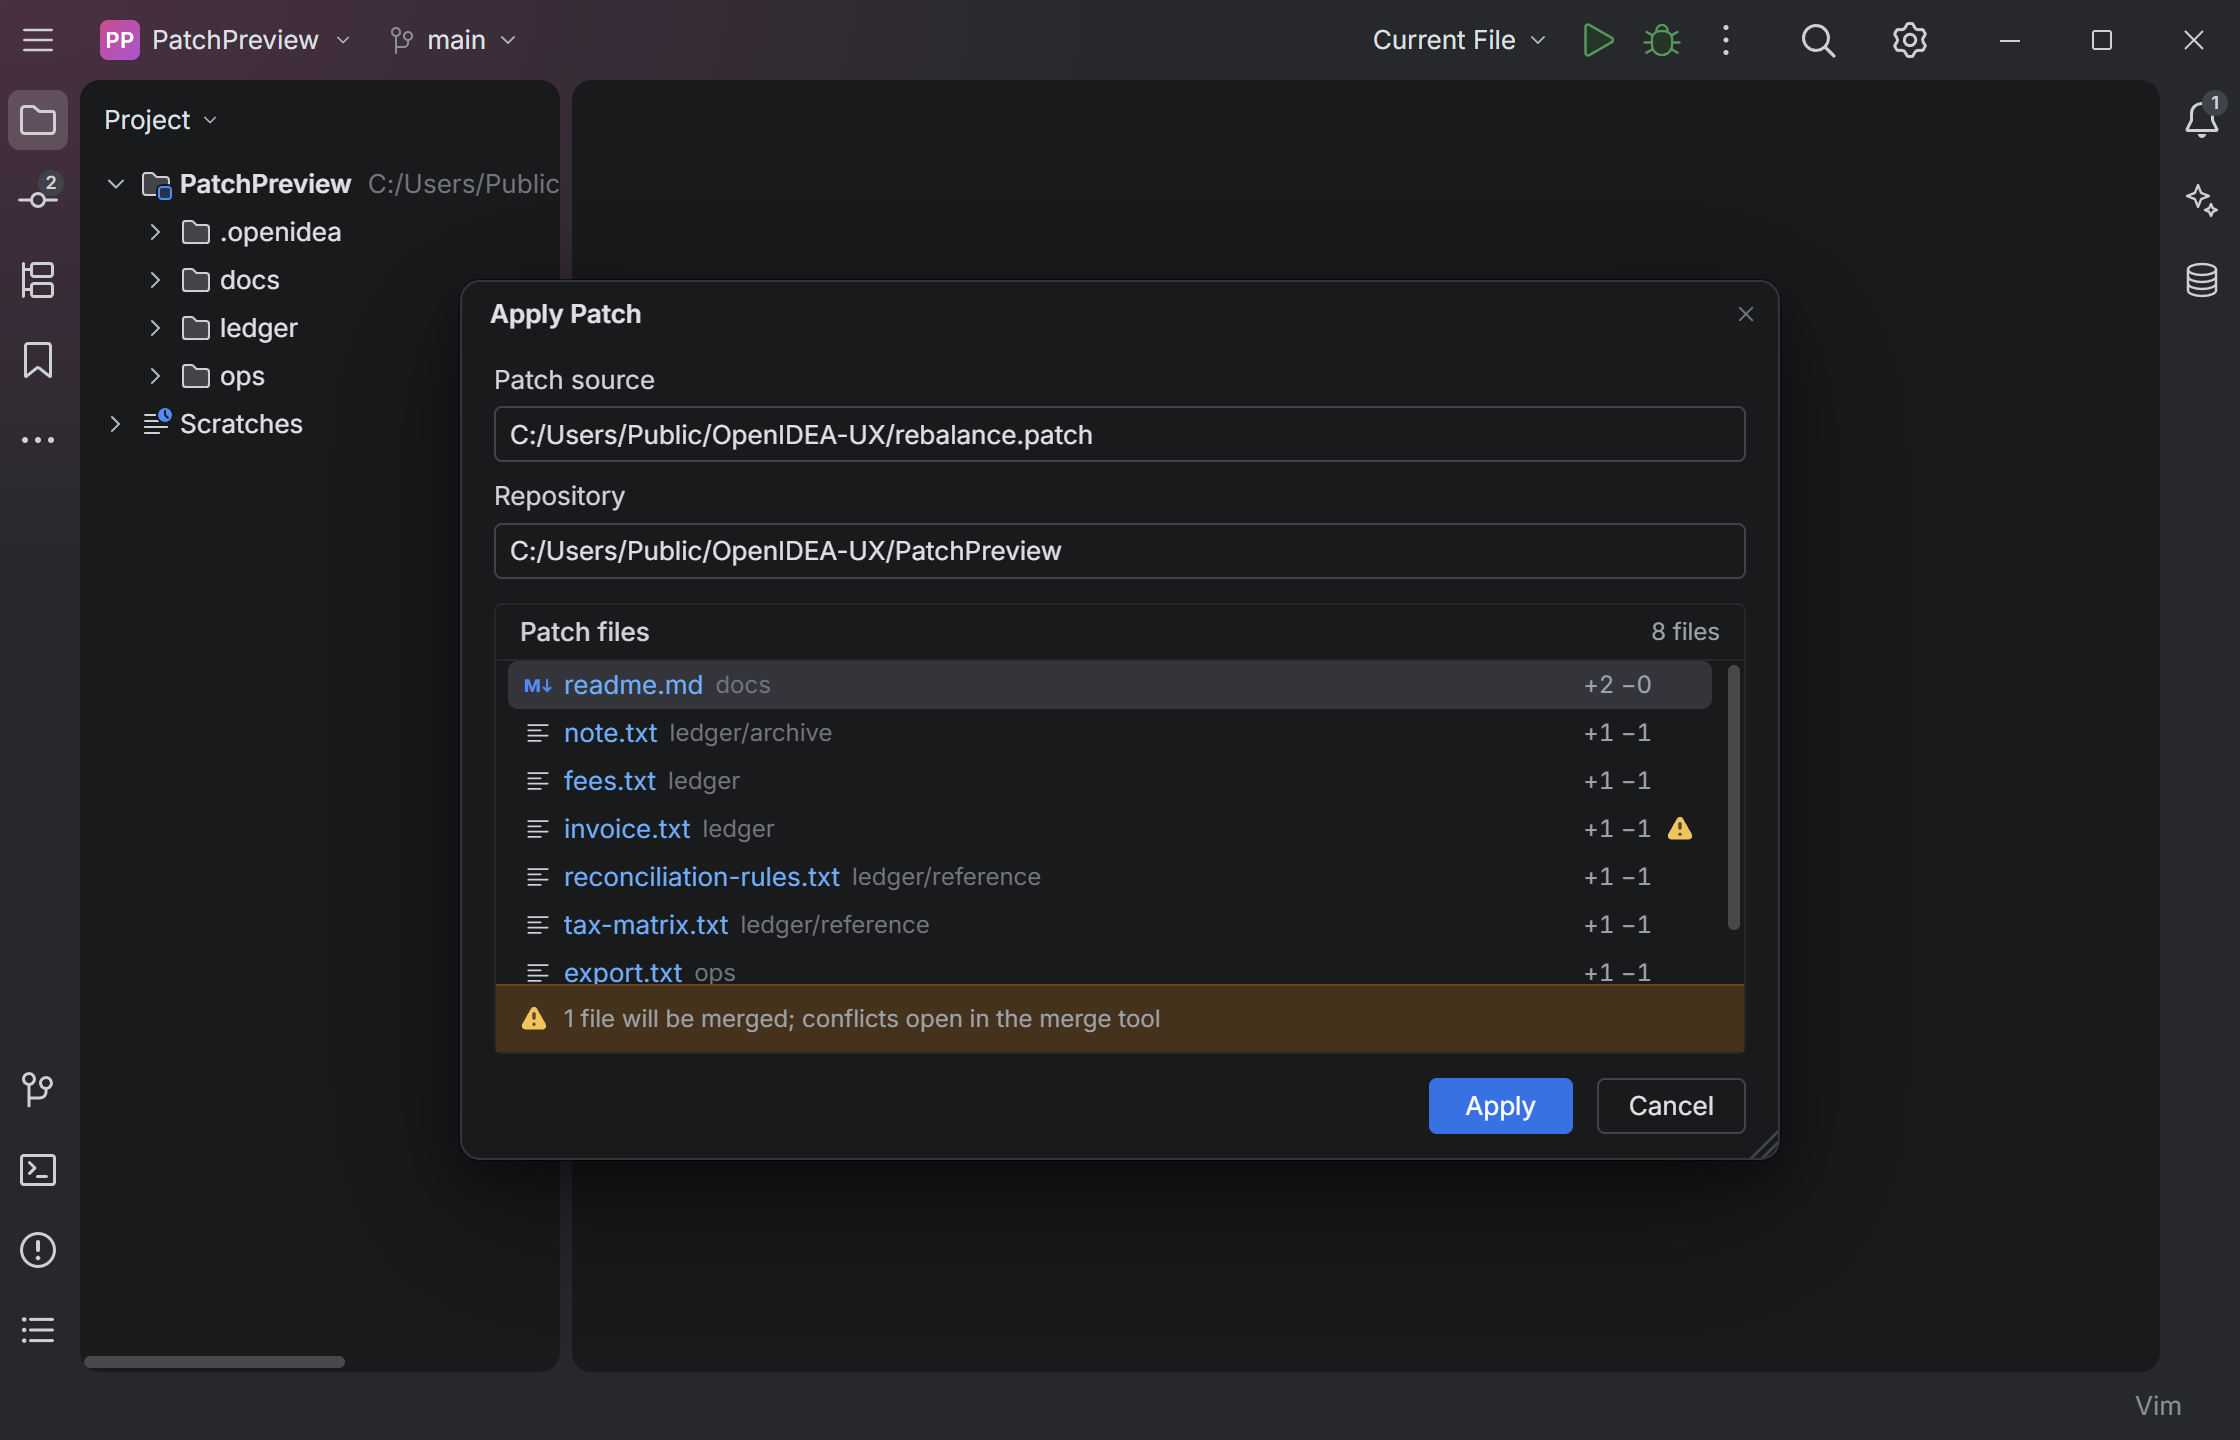 PP PatchPreview main Current File
1
2
Project
PatchPreview C:/Users/Public
.openidea
docs
ledger
ops
Scratches
Apply Patch
Patch source
C:/Users/Public/OpenIDEA-UX/rebalance.patch
Repository
C:/Users/Public/OpenIDEA-UX/PatchPreview
Patch files 8 files
M↓ readme.md docs +2 −0
note.txt ledger/archive +1 −1
fees.txt ledger +1 −1
invoice.txt ledger +1 −1
reconciliation-rules.txt ledger/reference +1 −1
tax-matrix.txt ledger/reference +1 −1
export.txt ops +1 −1
1 file will be merged; conflicts open in the merge tool
Apply Cancel
Vim